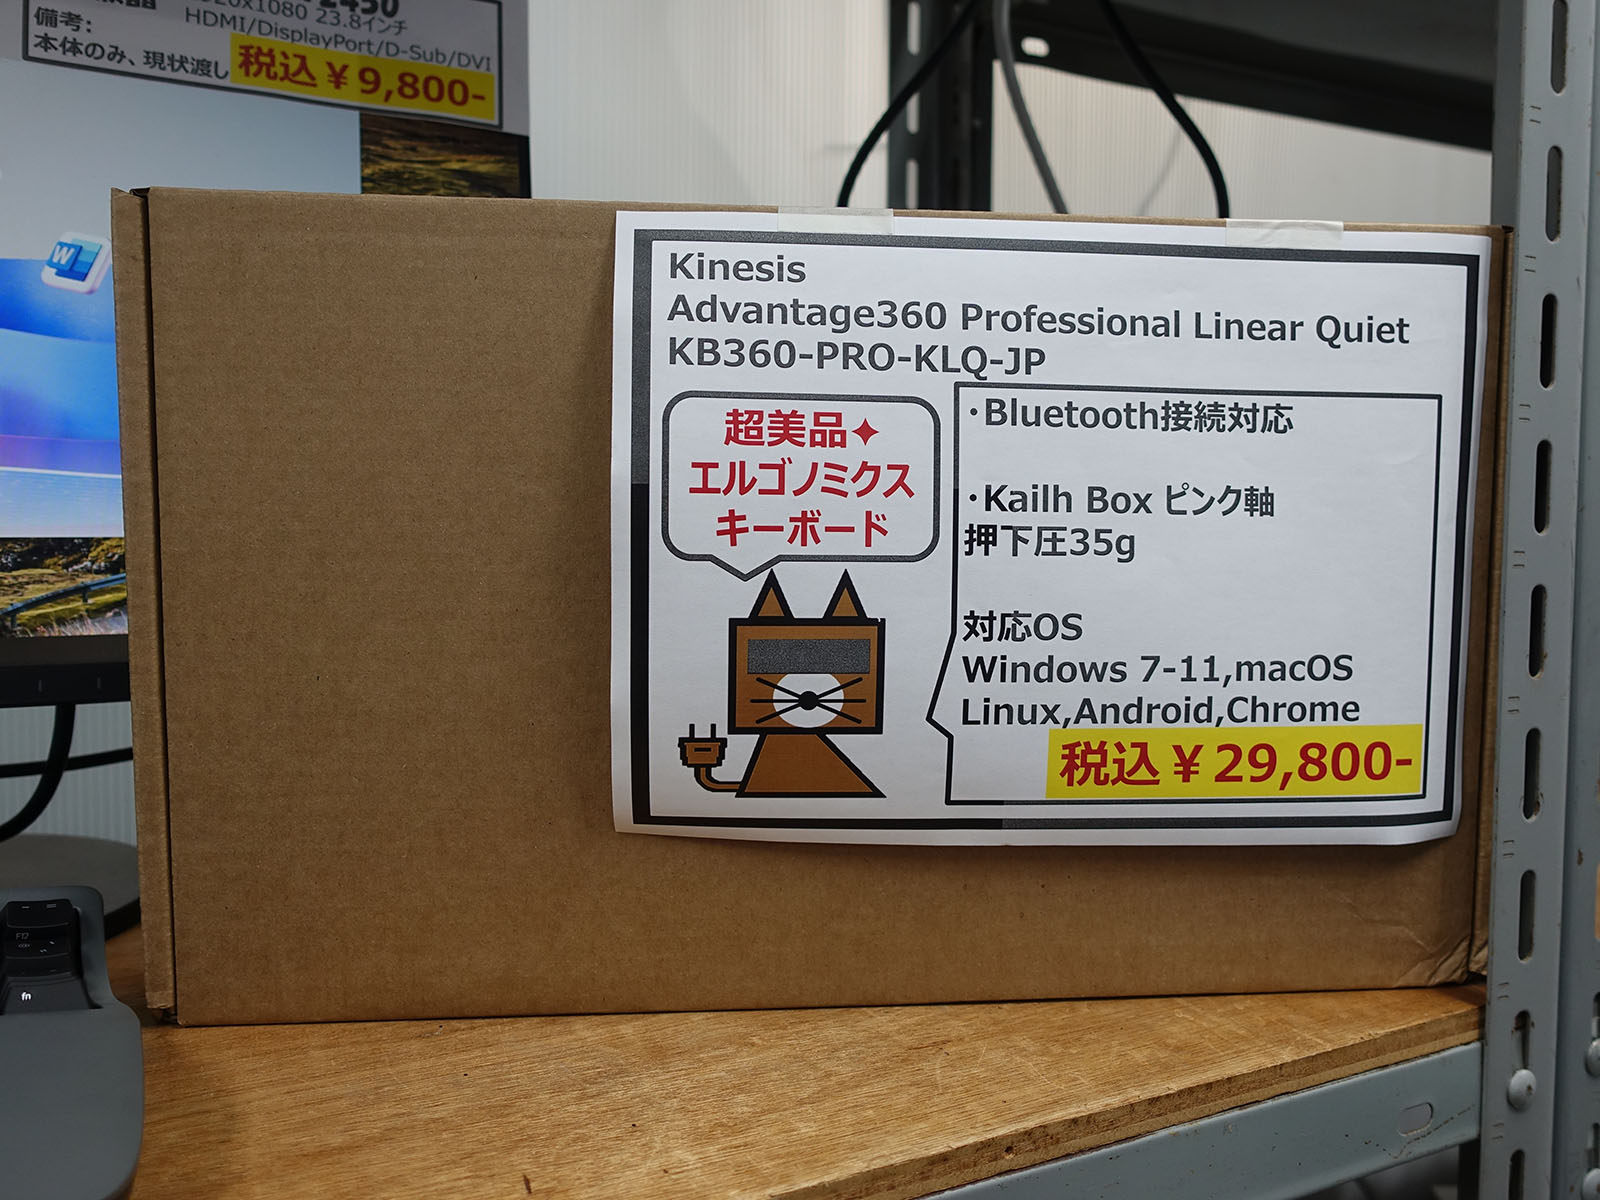 HDMI/DisplayPort/D-Sub/DVI
備考:
本体のみ、現状渡し
税込￥9,800-
W
Kinesis
Advantage360 Professional Linear Quiet
KB360-PRO-KLQ-JP
超美品✦
エルゴノミクス
キーボード
・Bluetooth接続対応
・Kailh Box ピンク軸
押下圧35g
対応OS
Windows 7-11,macOS
Linux,Android,Chrome
税込￥29,800-
F12
fn